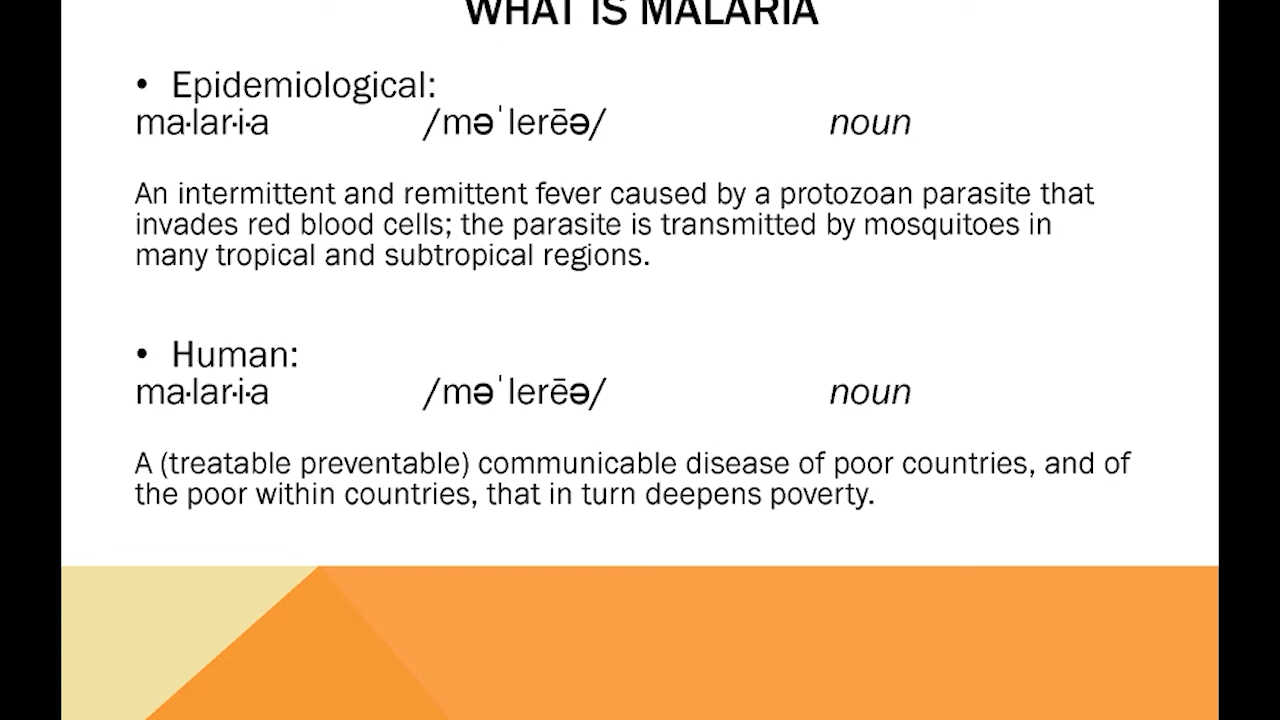 WHAT IS MALARIA
• Epidemiological:
ma·lar·i·a /məˈlerēə/ noun
An intermittent and remittent fever caused by a protozoan parasite that
invades red blood cells; the parasite is transmitted by mosquitoes in
many tropical and subtropical regions.
• Human:
ma·lar·i·a /məˈlerēə/ noun
A (treatable preventable) communicable disease of poor countries, and of
the poor within countries, that in turn deepens poverty.